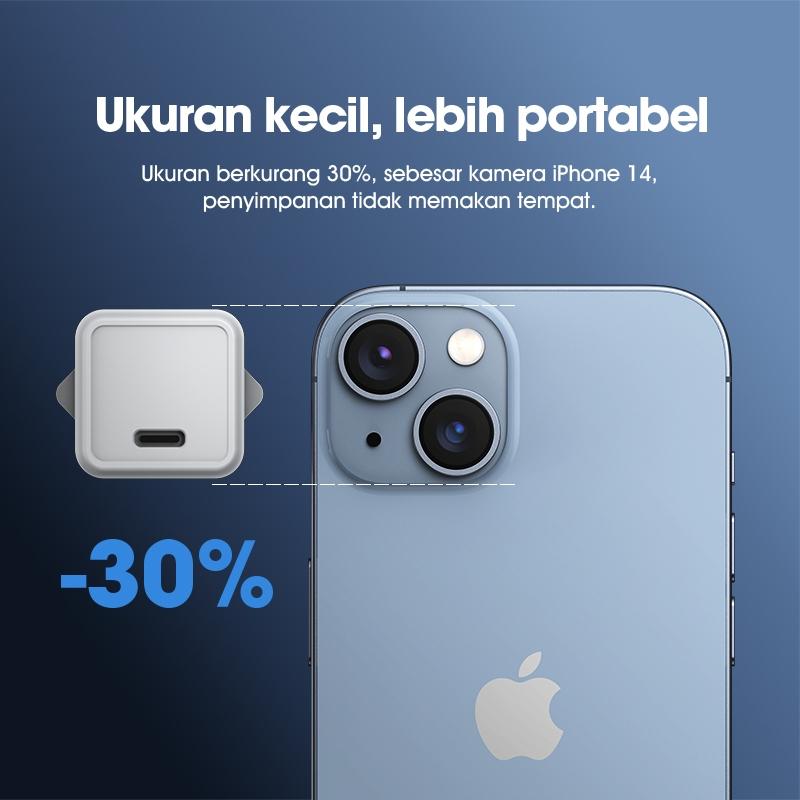 Ukuran kecil, lebih portabel
Ukuran berkurang 30%, sebesar kamera iPhone 14,
penyimpanan tidak memakan tempat.
-30%